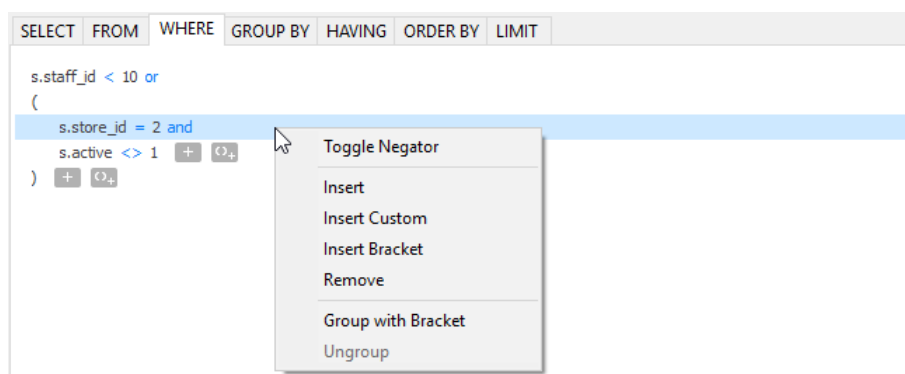 SELECT FROM WHERE GROUP BY HAVING ORDER BY LIMIT
s.staff_id < 10 or
(
s.store_id = 2 and
s.active <> 1 + ()+
) + ()+
Toggle Negator
Insert
Insert Custom
Insert Bracket
Remove
Group with Bracket
Ungroup